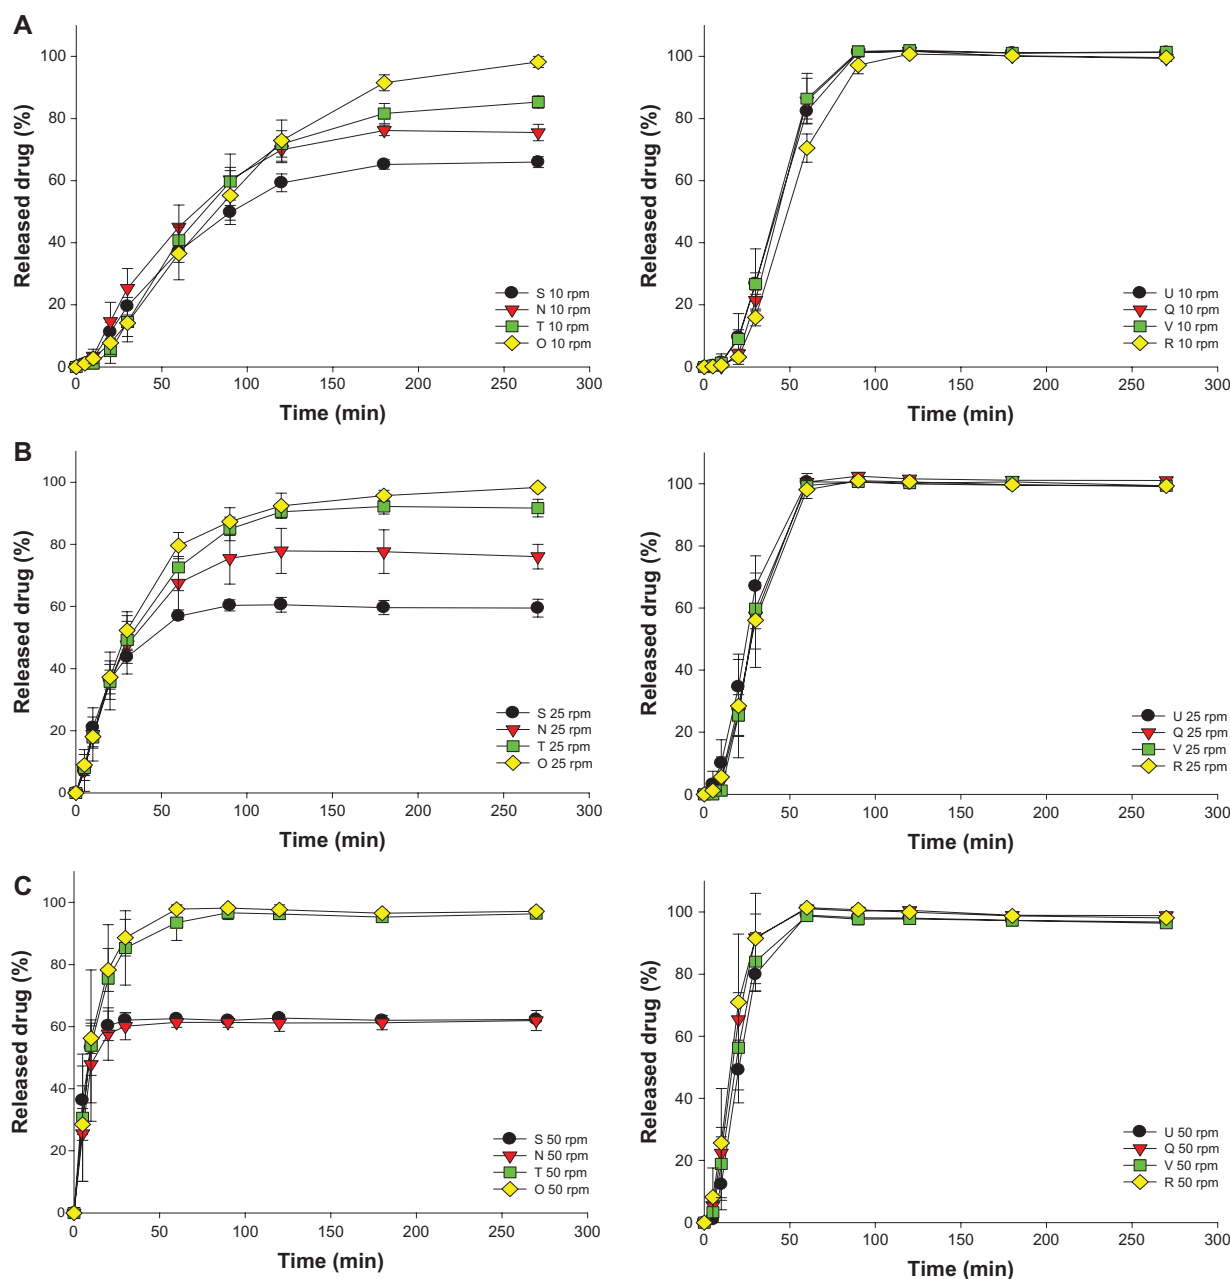 A
Released drug (%)
100
80
60
40
20
0
0 50 100 150 200 250 300
Time (min)
S 10 rpm
N 10 rpm
T 10 rpm
O 10 rpm
Released drug (%)
100
80
60
40
20
0
0 50 100 150 200 250 300
Time (min)
U 10 rpm
Q 10 rpm
V 10 rpm
R 10 rpm
B
Released drug (%)
100
80
60
40
20
0
0 50 100 150 200 250 300
Time (min)
S 25 rpm
N 25 rpm
T 25 rpm
O 25 rpm
Released drug (%)
100
80
60
40
20
0
0 50 100 150 200 250 300
Time (min)
U 25 rpm
Q 25 rpm
V 25 rpm
R 25 rpm
C
Released drug (%)
100
80
60
40
20
0
0 50 100 150 200 250 300
Time (min)
S 50 rpm
N 50 rpm
T 50 rpm
O 50 rpm
Released drug (%)
100
80
60
40
20
0
0 50 100 150 200 250 300
Time (min)
U 50 rpm
Q 50 rpm
V 50 rpm
R 50 rpm